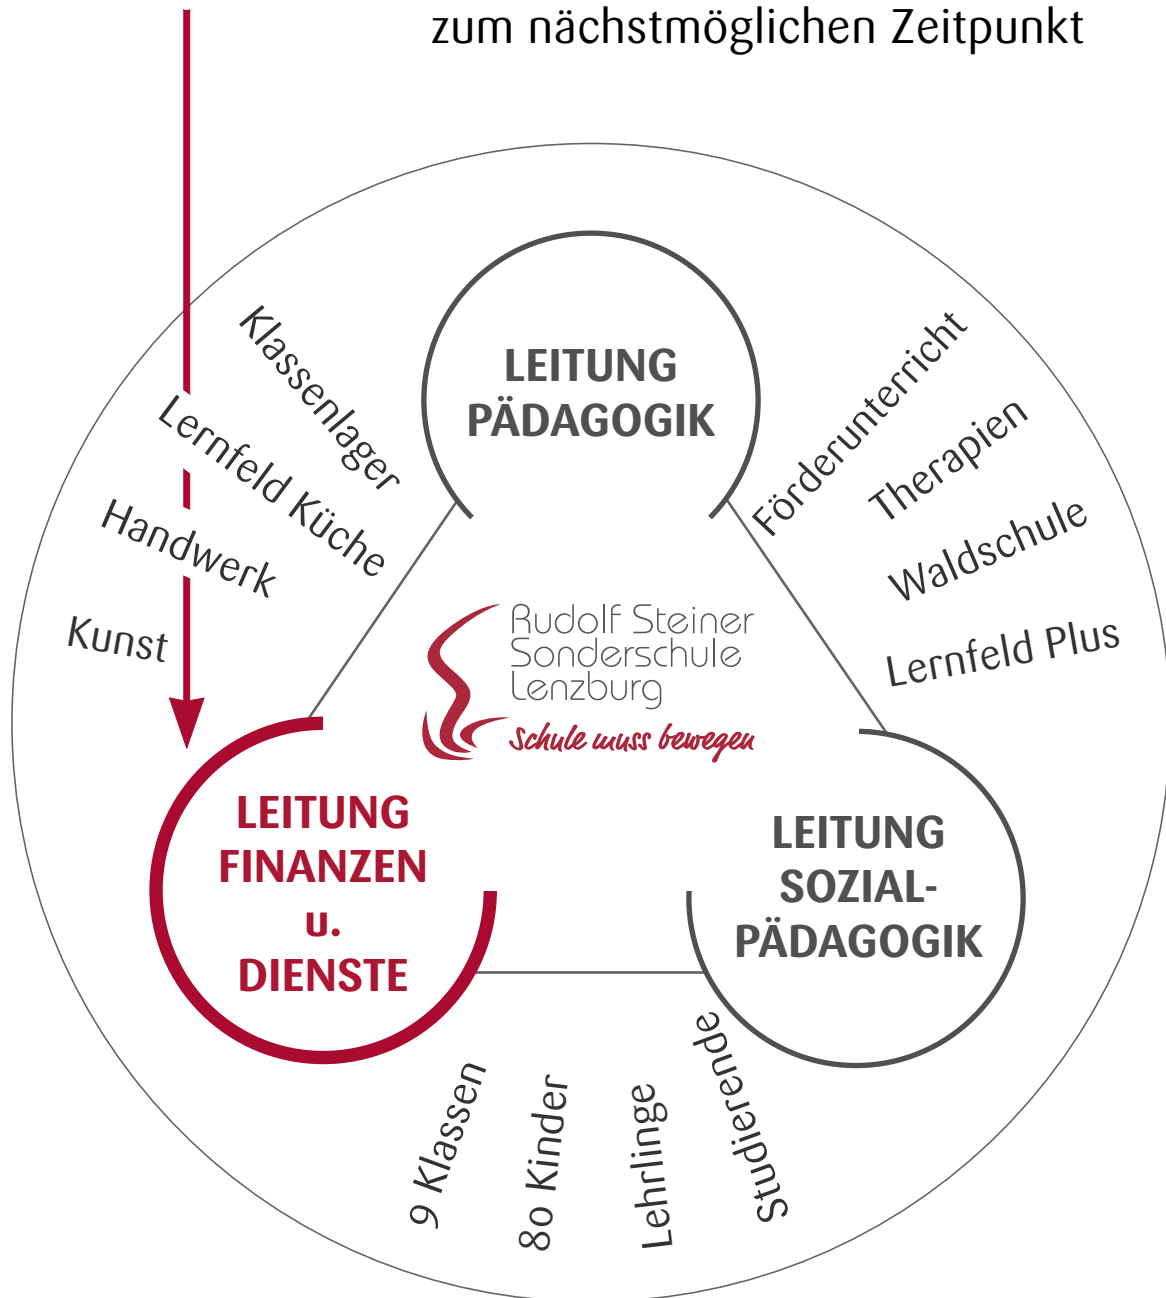 zum nächstmöglichen Zeitpunkt
LEITUNG
PÄDAGOGIK
Klassenlager
Lernfeld Küche
Handwerk
Kunst
Förderunterricht
Therapien
Waldschule
Lernfeld Plus
Rudolf Steiner
Sonderschule
Lenzburg
Schule muss bewegen
LEITUNG
FINANZEN
u.
DIENSTE
LEITUNG
SOZIAL-
PÄDAGOGIK
9 Klassen
80 Kinder
Lehrlinge
Studierende